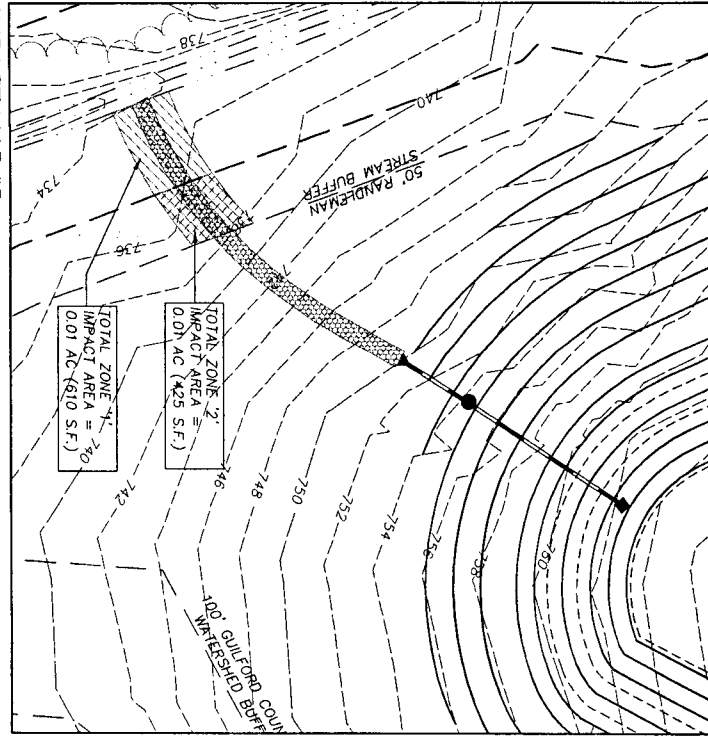 738
740
50' RANDLEMAN
STREAM BUFFER
734
736
TOTAL ZONE '2'
IMPACT AREA =
0.01 AC (425 S.F.)
TOTAL ZONE '1'
IMPACT AREA =
0.01 AC (610 S.F.)
740
742
746
748
750
752
754
756
758
760
100' GUILFORD COUN
WATERSHED BUFF